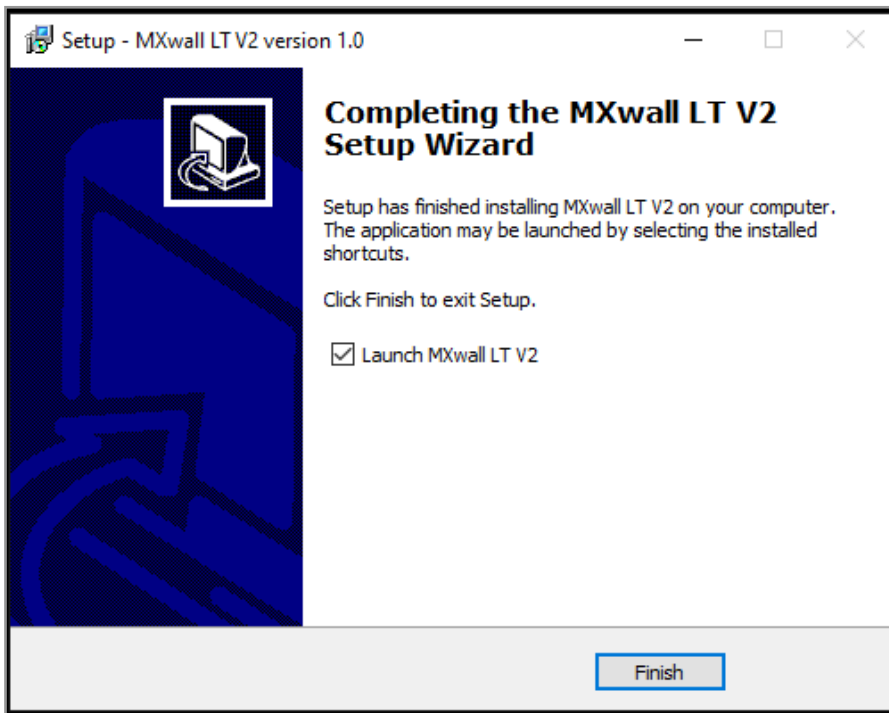 Setup - MXwall LT V2 version 1.0
Completing the MXwall LT V2
Setup Wizard
Setup has finished installing MXwall LT V2 on your computer.
The application may be launched by selecting the installed
shortcuts.
Click Finish to exit Setup.
Launch MXwall LT V2
Finish